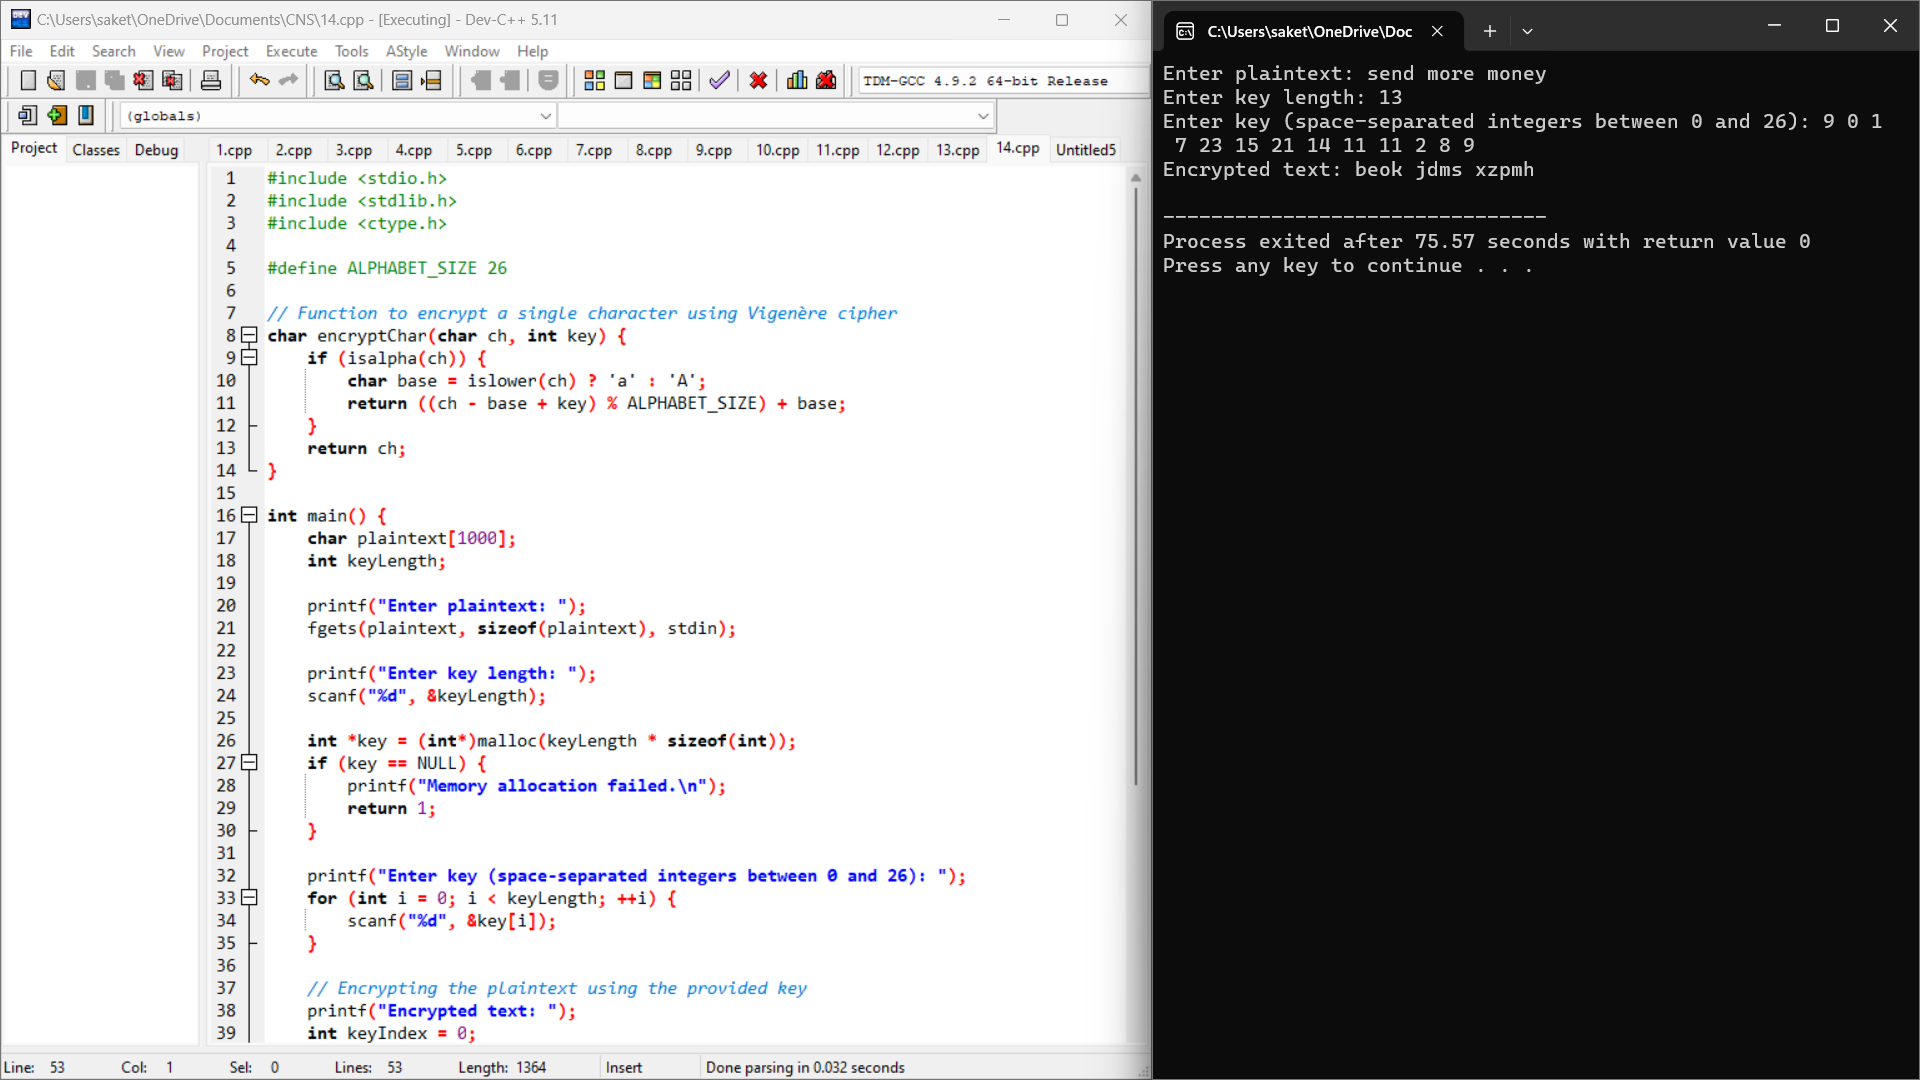 C:\Users\saket\OneDrive\Documents\CNS\14.cpp - [Executing] - Dev-C++ 5.11
File Edit Search View Project Execute Tools AStyle Window Help
TDM-GCC 4.9.2 64-bit Release
(globals)
Project Classes Debug
1.cpp 2.cpp 3.cpp 4.cpp 5.cpp 6.cpp 7.cpp 8.cpp 9.cpp 10.cpp 11.cpp 12.cpp 13.cpp 14.cpp Untitled5
1 #include <stdio.h>
2 #include <stdlib.h>
3 #include <ctype.h>
4
5 #define ALPHABET_SIZE 26
6
7 // Function to encrypt a single character using Vigenère cipher
8 char encryptChar(char ch, int key) {
9     if (isalpha(ch)) {
10         char base = islower(ch) ? 'a' : 'A';
11         return ((ch - base + key) % ALPHABET_SIZE) + base;
12     }
13     return ch;
14 }
15
16 int main() {
17     char plaintext[1000];
18     int keyLength;
19
20     printf("Enter plaintext: ");
21     fgets(plaintext, sizeof(plaintext), stdin);
22
23     printf("Enter key length: ");
24     scanf("%d", &keyLength);
25
26     int *key = (int*)malloc(keyLength * sizeof(int));
27     if (key == NULL) {
28         printf("Memory allocation failed.\n");
29         return 1;
30     }
31
32     printf("Enter key (space-separated integers between 0 and 26): ");
33     for (int i = 0; i < keyLength; ++i) {
34         scanf("%d", &key[i]);
35     }
36
37     // Encrypting the plaintext using the provided key
38     printf("Encrypted text: ");
39     int keyIndex = 0;
Line: 53 Col: 1 Sel: 0 Lines: 53 Length: 1364 Insert Done parsing in 0.032 seconds
C:\Users\saket\OneDrive\Doc
Enter plaintext: send more money
Enter key length: 13
Enter key (space-separated integers between 0 and 26): 9 0 1
 7 23 15 21 14 11 11 2 8 9
Encrypted text: beok jdms xzpmh
--------------------------------
Process exited after 75.57 seconds with return value 0
Press any key to continue . . .